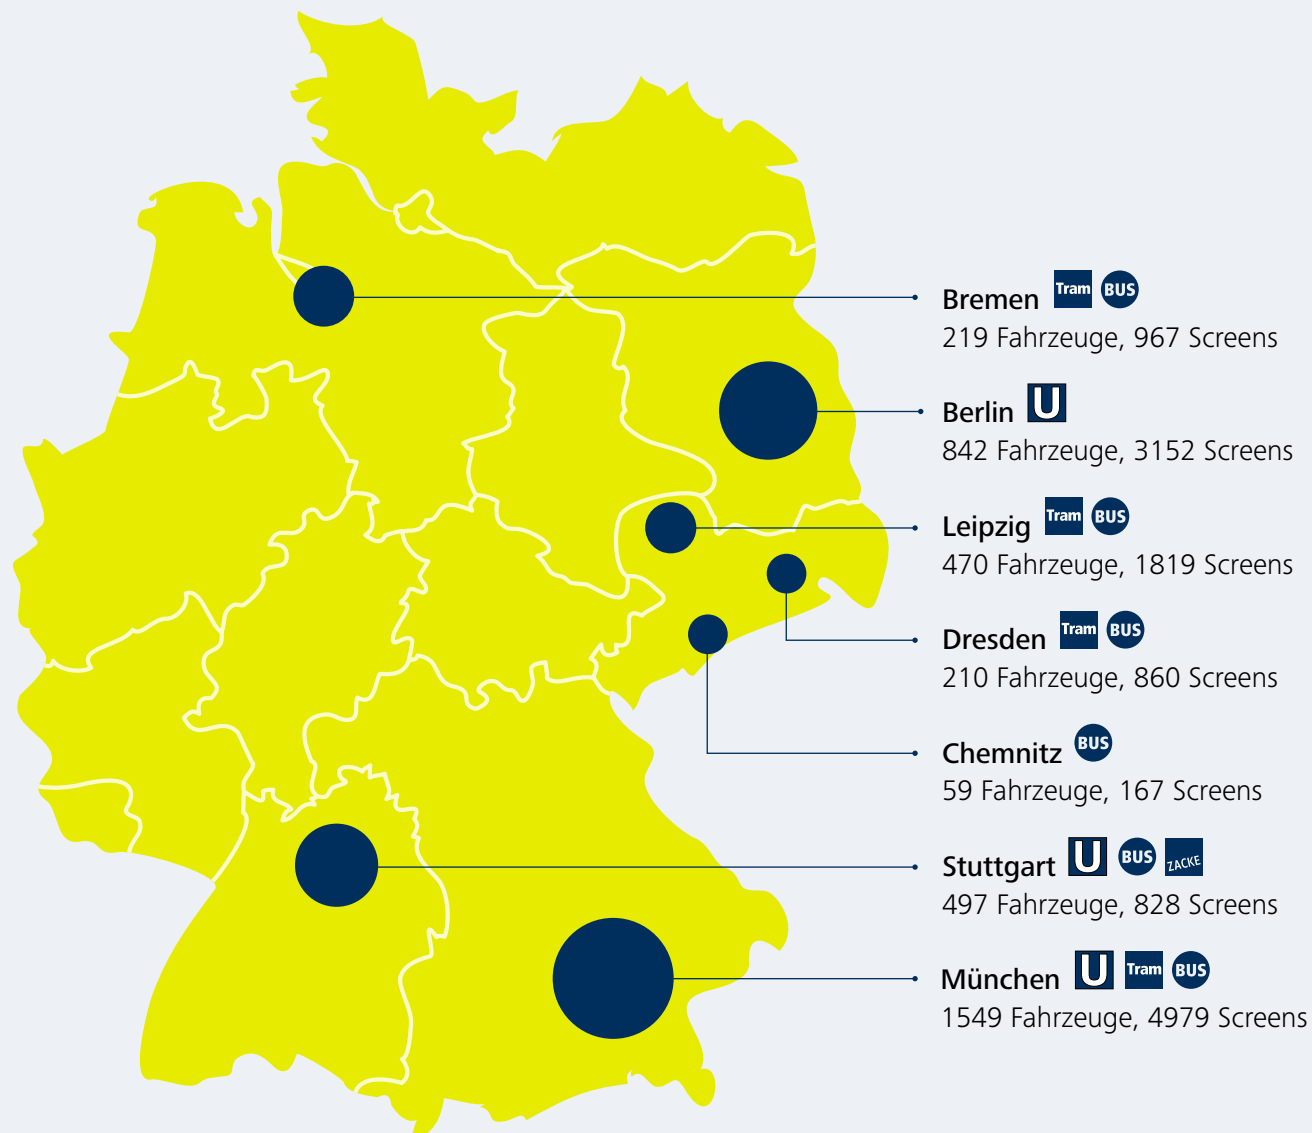 Bremen Tram BUS
219 Fahrzeuge, 967 Screens
Berlin U
842 Fahrzeuge, 3152 Screens
Leipzig Tram BUS
470 Fahrzeuge, 1819 Screens
Dresden Tram BUS
210 Fahrzeuge, 860 Screens
Chemnitz BUS
59 Fahrzeuge, 167 Screens
Stuttgart U BUS ZACKE
497 Fahrzeuge, 828 Screens
München U Tram BUS
1549 Fahrzeuge, 4979 Screens